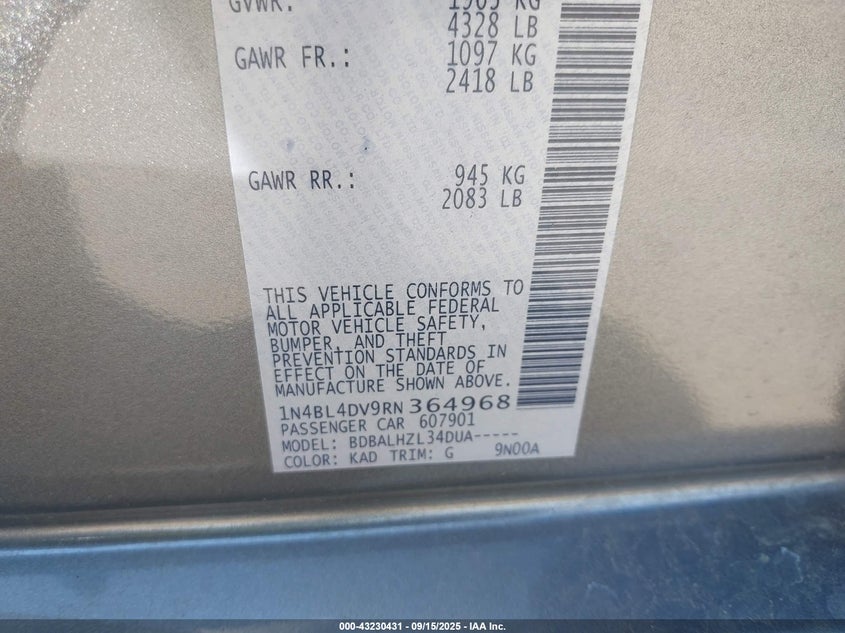 GVWR:
4328 LB
GAWR FR.: 1097 KG
2418 LB
GAWR RR.: 945 KG
2083 LB
THIS VEHICLE CONFORMS TO
ALL APPLICABLE FEDERAL
MOTOR VEHICLE SAFETY,
BUMPER, AND THEFT
PREVENTION STANDARDS IN
EFFECT ON THE DATE OF
MANUFACTURE SHOWN ABOVE.
1N4BL4DV9RN364968
PASSENGER CAR 607901
MODEL: BDBALHZL34DUA-----
COLOR: KAD TRIM: G 9N00A
000-43230431 - 09/15/2025 - IAA Inc.